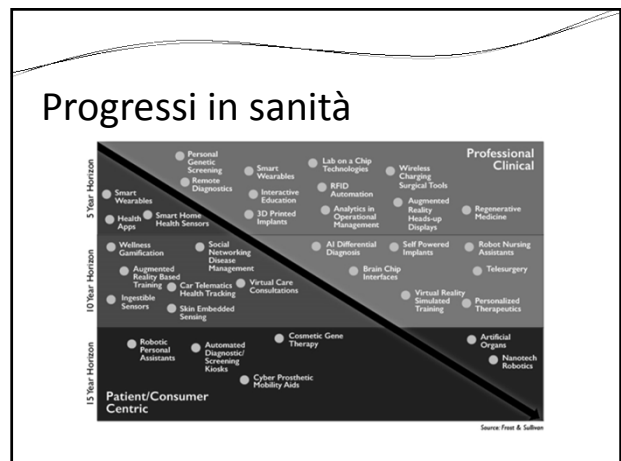 Progressi in sanità
5 Year Horizon
Professional
Clinical
Personal
Genetic
Screening
Remote
Diagnostics
Smart
Wearables
Interactive
Education
3D Printed
Implants
Lab on a Chip
Technologies
RFID
Automation
Analytics in
Operational
Management
Wireless
Charging
Surgical Tools
Augmented
Reality
Heads-up
Displays
Regenerative
Medicine
Smart
Wearables
Health
Apps
Smart Home
Health Sensors
10 Year Horizon
Wellness
Gamification
Social
Networking
Disease
Management
Augmented
Reality Based
Training
Car Telematics
Health Tracking
Virtual Care
Consultations
Ingestible
Sensors
Skin Embedded
Sensing
AI Differential
Diagnosis
Self Powered
Implants
Robot Nursing
Assistants
Brain Chip
Interfaces
Telesurgery
Virtual Reality
Simulated
Training
Personalized
Therapeutics
15 Year Horizon
Robotic
Personal
Assistants
Automated
Diagnostic/
Screening
Kiosks
Cosmetic Gene
Therapy
Cyber Prosthetic
Mobility Aids
Artificial
Organs
Nanotech
Robotics
Patient/Consumer
Centric
Source: Frost & Sullivan